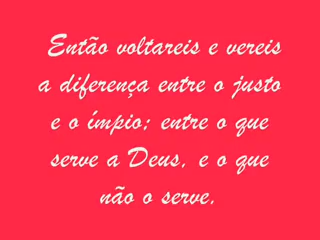 Então voltareis e vereis
a diferença entre o justo
e o ímpio; entre o que
serve a Deus, e o que
não o serve.